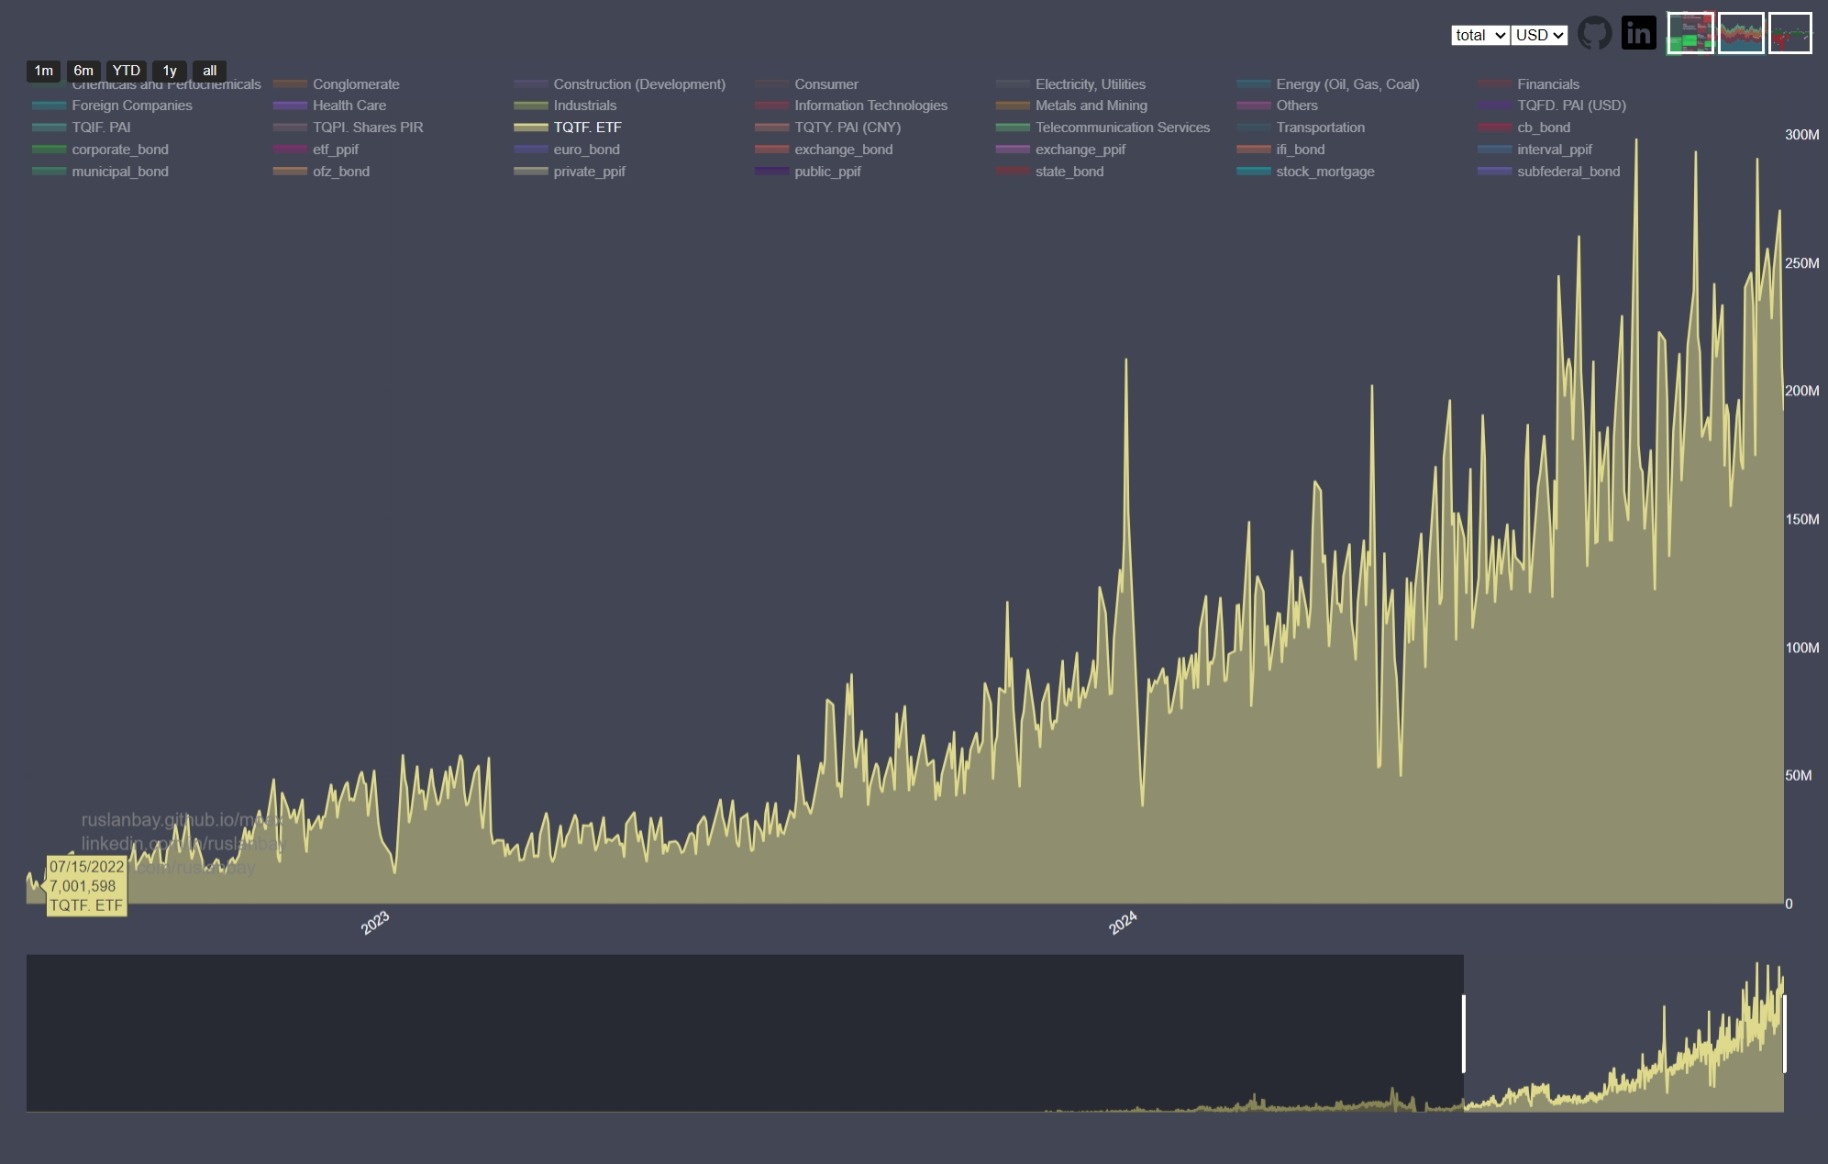 total USD
1m 6m YTD 1y all
Chemicals and Pertochemicals Conglomerate Construction (Development) Consumer Electricity, Utilities Energy (Oil, Gas, Coal) Financials
Foreign Companies Health Care Industrials Information Technologies Metals and Mining Others TQFD. PAI (USD)
TQIF. PAI TQPI. Shares PIR TQTF. ETF TQTY. PAI (CNY) Telecommunication Services Transportation cb_bond
corporate_bond etf_ppif euro_bond exchange_bond exchange_ppif ifi_bond interval_ppif
municipal_bond ofz_bond private_ppif public_ppif state_bond stock_mortgage subfederal_bond
300M
250M
200M
150M
100M
50M
0
ruslanbay.github.io/moex
linkedin.com/in/ruslanbay
.com/ruslanbay
07/15/2022
7,001,598
TQTF. ETF
2023 2024